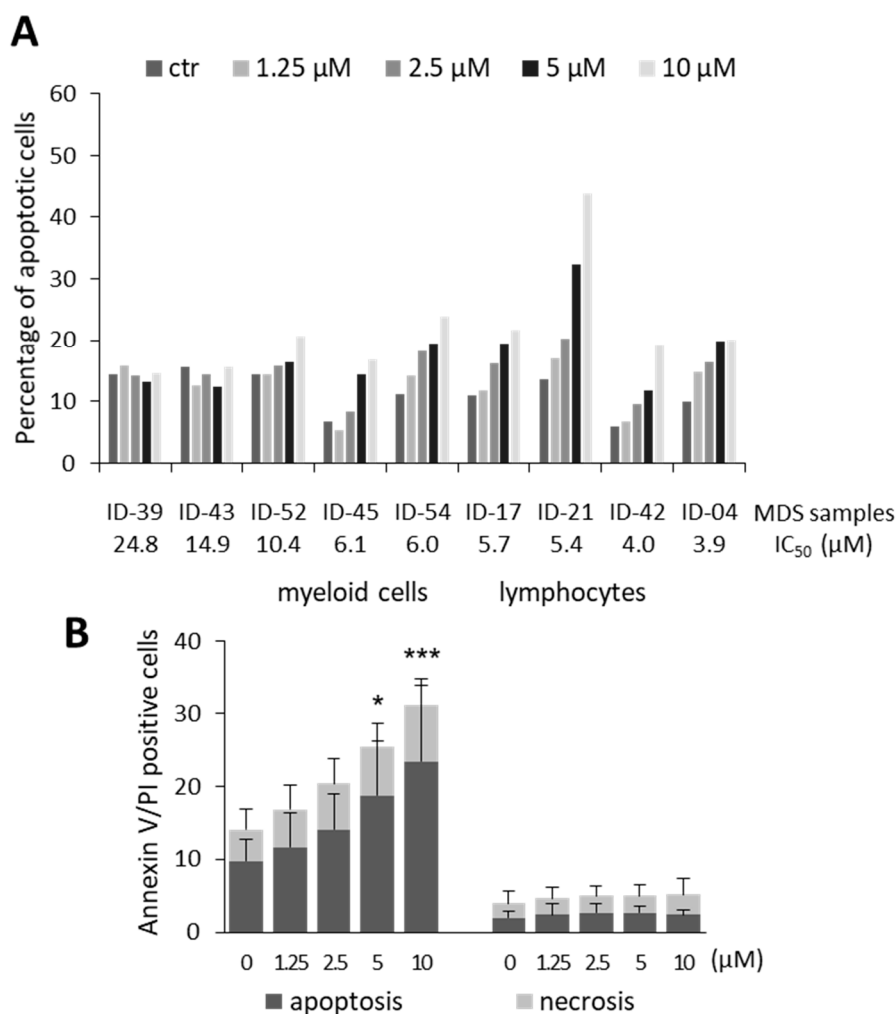 A
ctr 1.25 µM 2.5 µM 5 µM 10 µM
Percentage of apoptotic cells
60
50
40
30
20
10
0
ID-39 ID-43 ID-52 ID-45 ID-54 ID-17 ID-21 ID-42 ID-04 MDS samples
24.8 14.9 10.4 6.1 6.0 5.7 5.4 4.0 3.9 IC₅₀ (µM)
B
myeloid cells lymphocytes
Annexin V/PI positive cells
40
30
20
10
0
* ***
0 1.25 2.5 5 10 0 1.25 2.5 5 10 (µM)
apoptosis necrosis